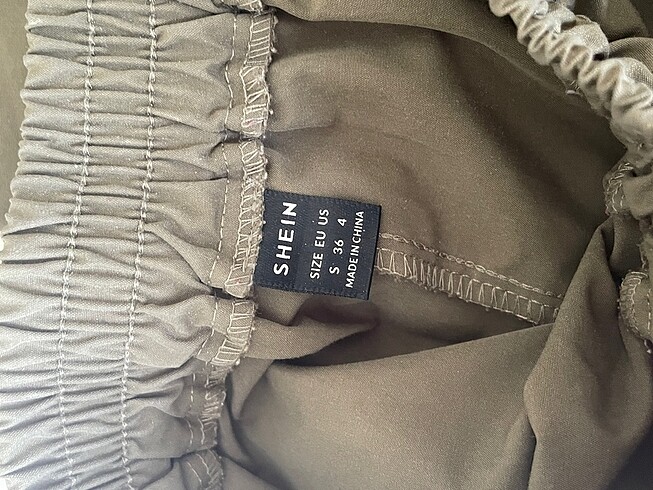 SHEIN
SIZE EU US
S 36 4
MADE IN CHINA